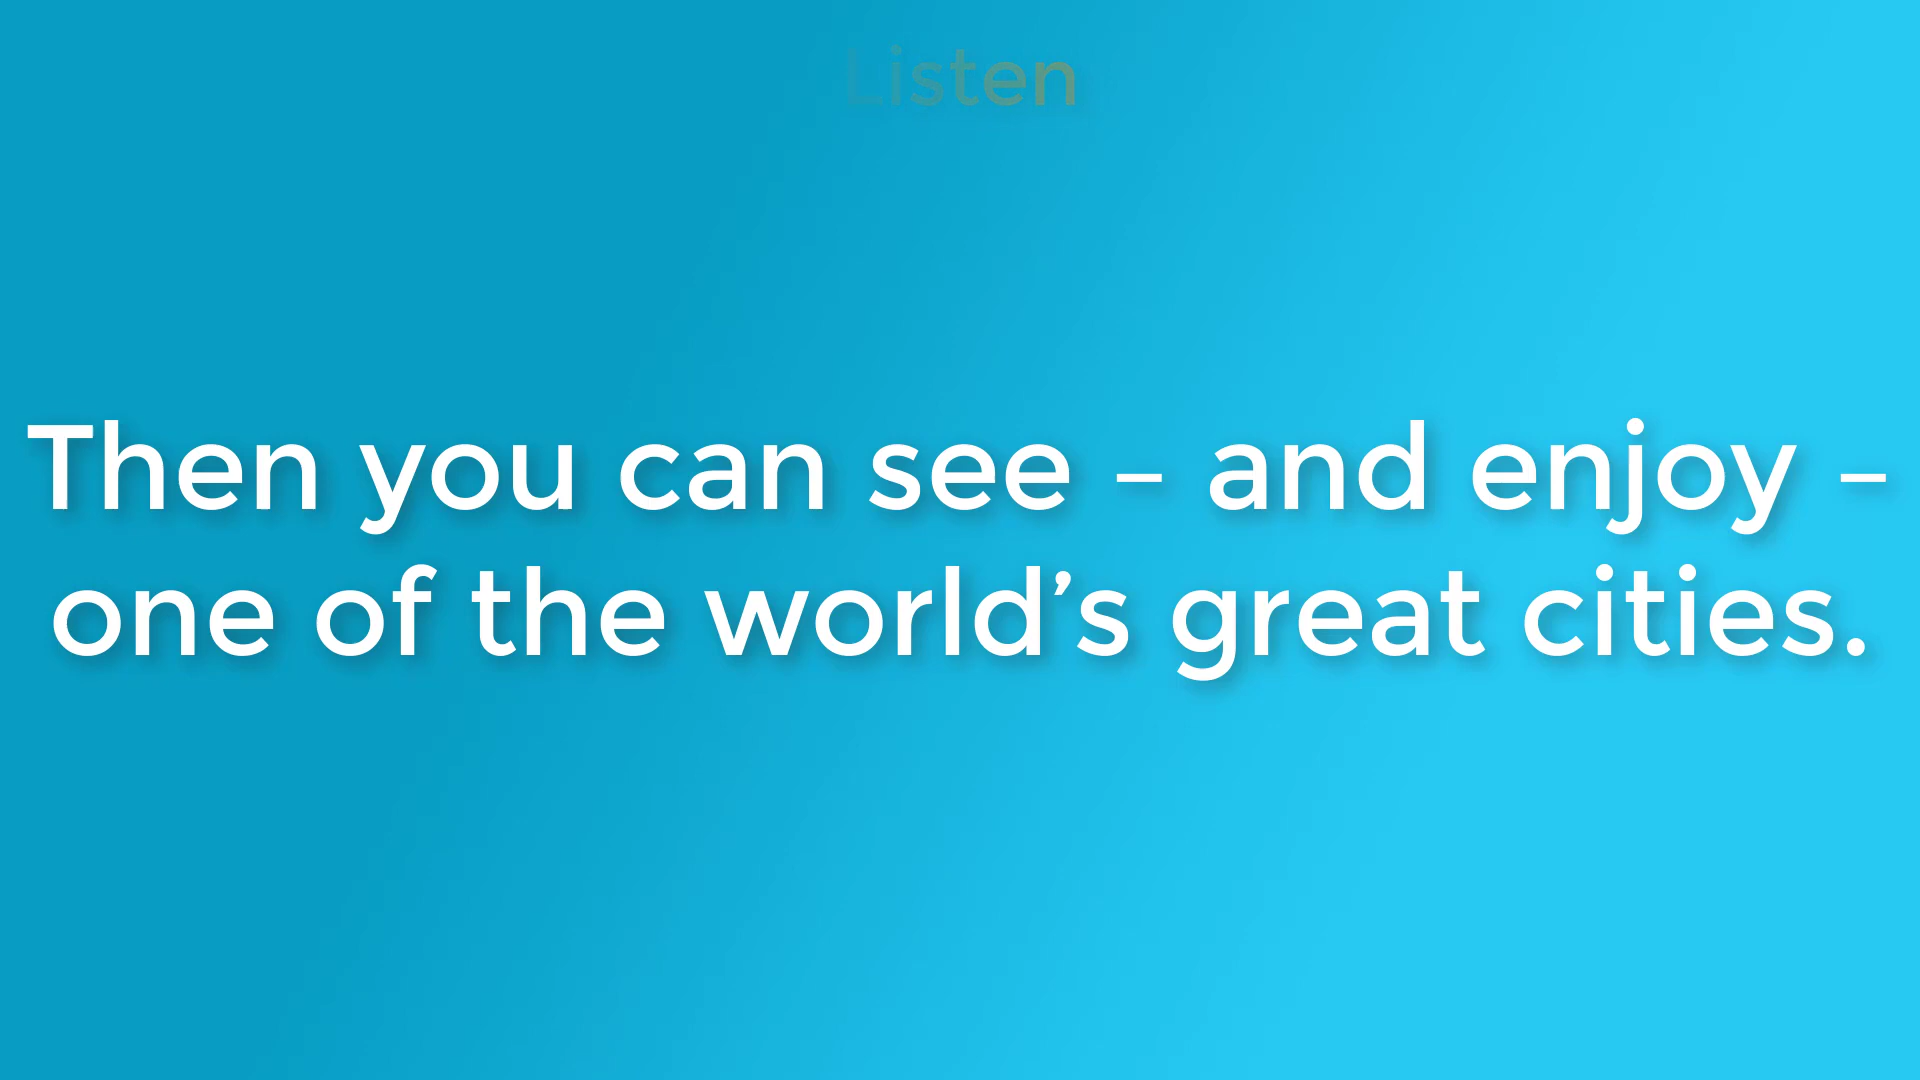 Listen
Then you can see – and enjoy –
one of the world’s great cities.